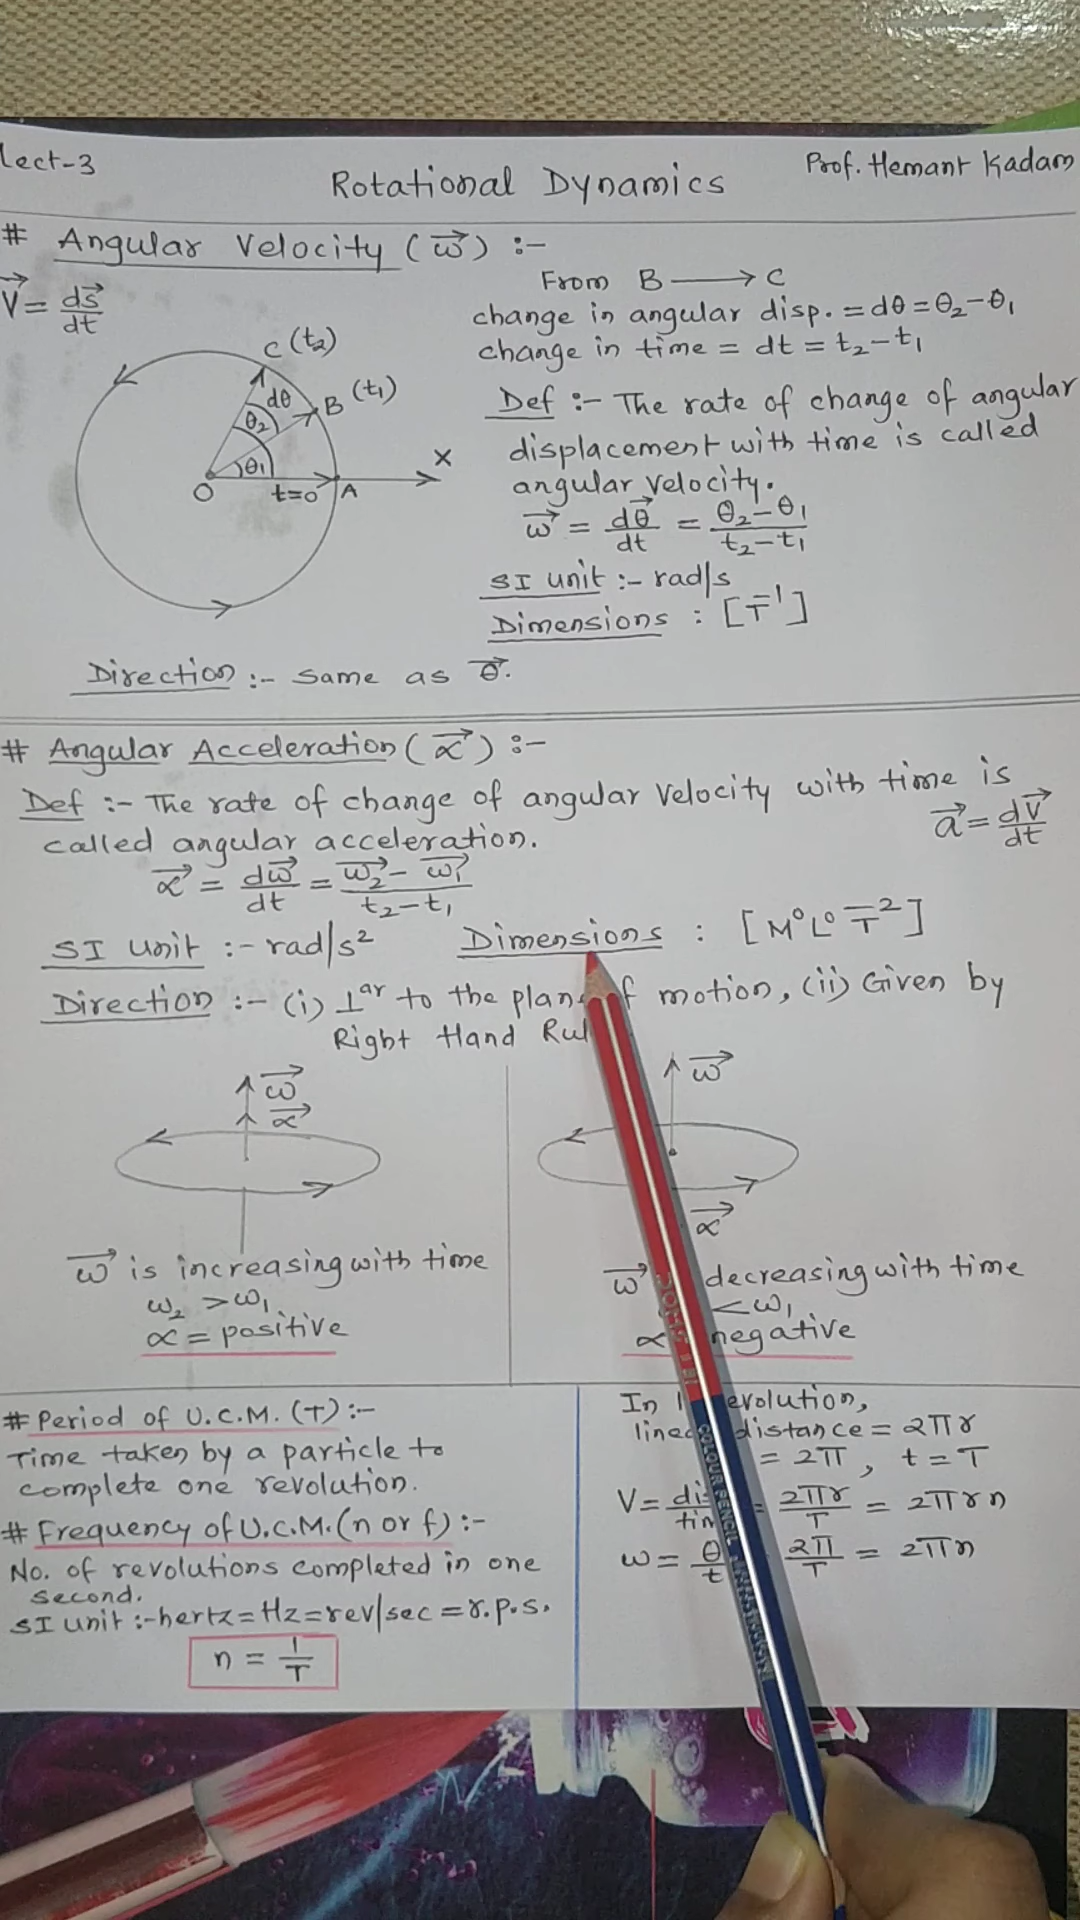 Lect-3
Rotational Dynamics
Prof. Hemant Kadam
# Angular Velocity (ω⃗) :-
V⃗ = ds⃗/dt
From B ⟶ C
change in angular disp. = dθ = θ₂-θ₁
change in time = dt = t₂-t₁
C (t₂)
B (t₁)
dθ
θ₂
θ₁
O
t=0
A
X
Def :- The rate of change of angular
displacement with time is called
angular velocity.
ω⃗ = dθ⃗/dt = θ₂-θ₁/t₂-t₁
SI unit :- rad/s
Dimensions : [T⁻¹]
Direction :- same as θ⃗.
# Angular Acceleration (α⃗) :-
Def :- The rate of change of angular velocity with time is
called angular acceleration.
a⃗ = dV⃗/dt
α⃗ = dω⃗/dt = ω⃗₂-ω⃗₁/t₂-t₁
SI Unit :- rad/s²
Dimensions : [M⁰L⁰T⁻²]
Direction :- (i) ⊥ᵃʳ to the plane motion, (ii) Given by
Right Hand
ω⃗
α⃗
ω⃗ is increasing with time
ω₂ > ω₁
α = positive
ω⃗
α⃗
ω⃗ decreasing with time
< ω₁
α negative
# Period of U.C.M. (T) :-
Time taken by a particle to
complete one revolution.
# Frequency of U.C.M. (n or f) :-
No. of revolutions completed in one
second.
SI unit :- hertz = Hz = rev/sec = r.p.s.
n = 1/T
In evolution,
distance = 2πr
= 2π, t = T
V = = 2πr/T = 2πrn
ω = θ/t 2π/T = 2πn
COLOUR PENCIL